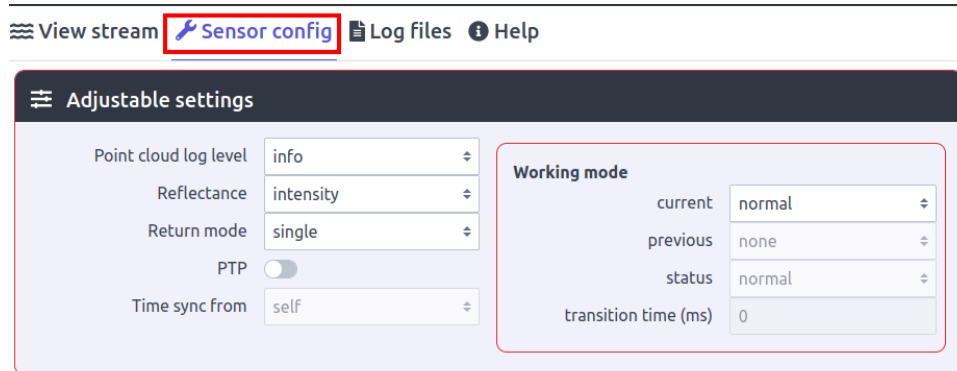 View stream Sensor config Log files Help
Adjustable settings
Point cloud log level info
Reflectance intensity
Return mode single
PTP
Time sync from self
Working mode
current normal
previous none
status normal
transition time (ms) 0